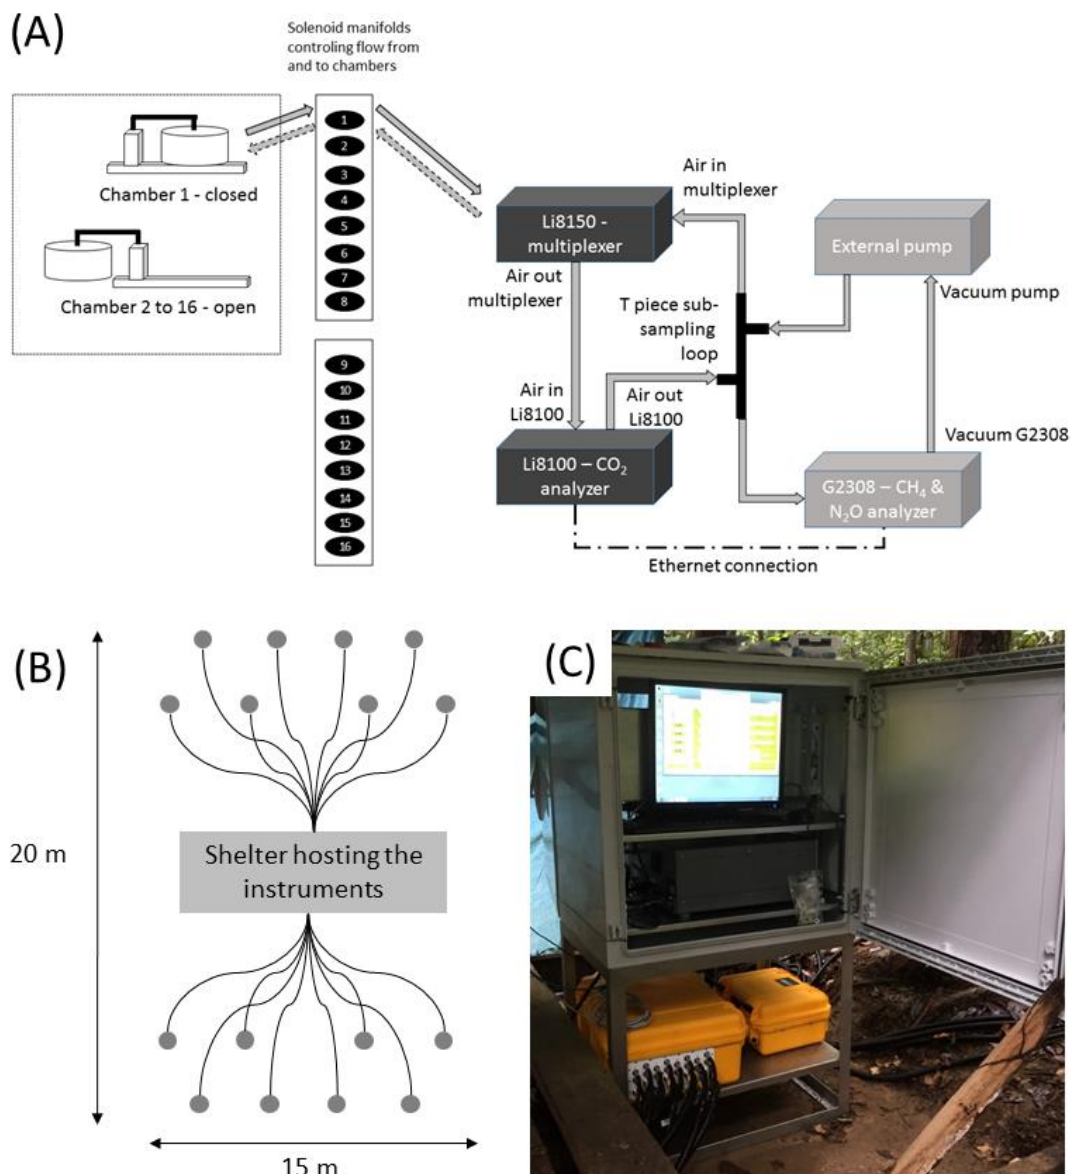 (A)
Solenoid manifolds
controling flow from
and to chambers
Chamber 1 - closed
Chamber 2 to 16 - open
1
2
3
4
5
6
7
8
9
10
11
12
13
14
15
16
Li8150 -
multiplexer
Air in
multiplexer
External pump
Air out
multiplexer
T piece sub-
sampling
loop
Vacuum pump
Air in
Li8100
Air out
Li8100
Vacuum G2308
Li8100 – CO₂
analyzer
G2308 – CH₄ &
N₂O analyzer
Ethernet connection
(B)
20 m
Shelter hosting the
instruments
15 m
(C)